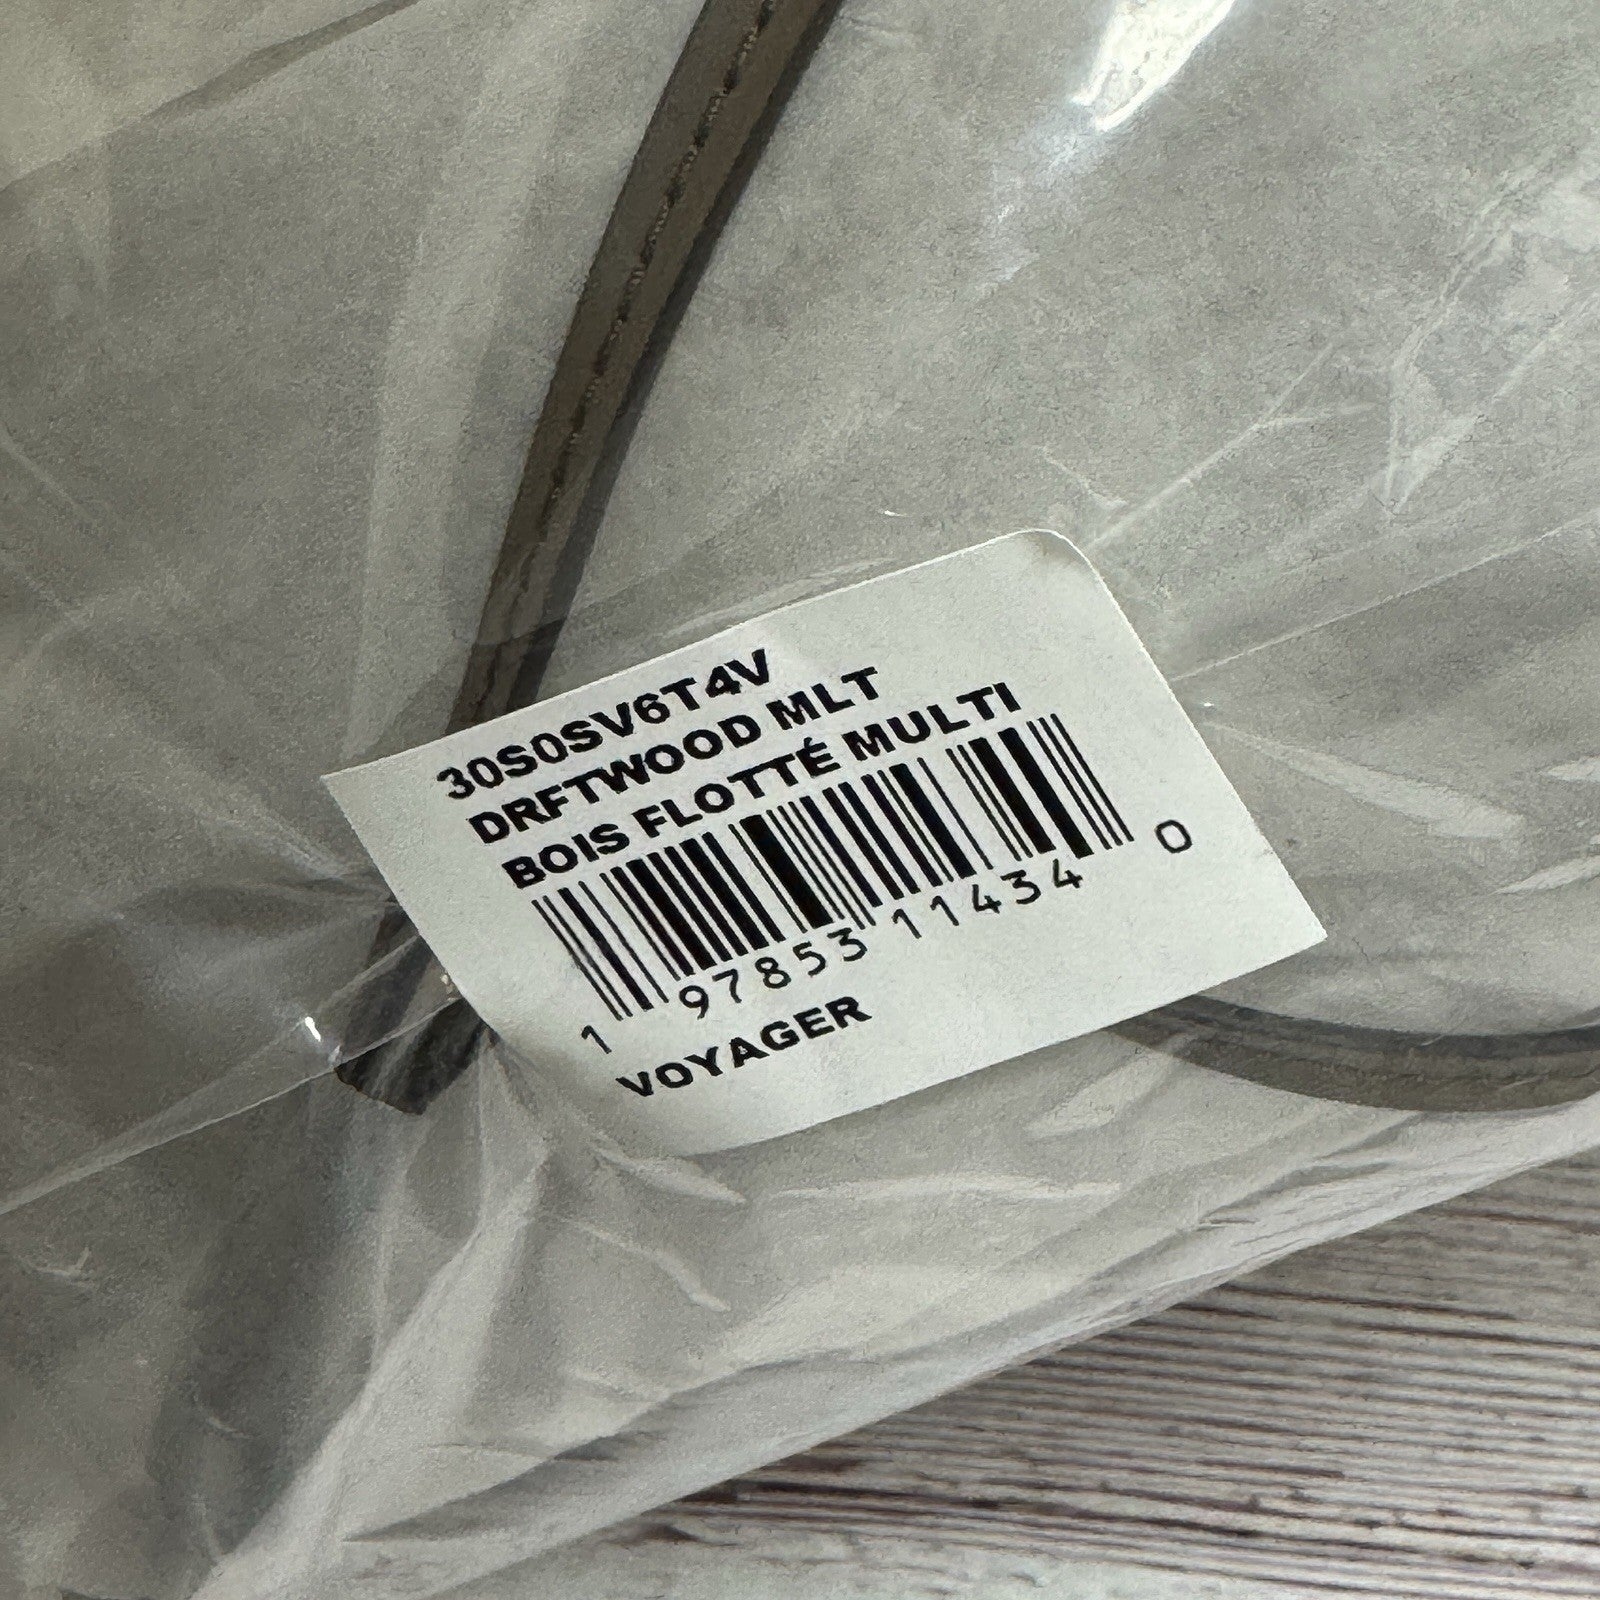 30S0SV6T4V
DRFTWOOD MLT
BOIS FLOTTÉ MULTI
1 97853 11434 0
VOYAGER